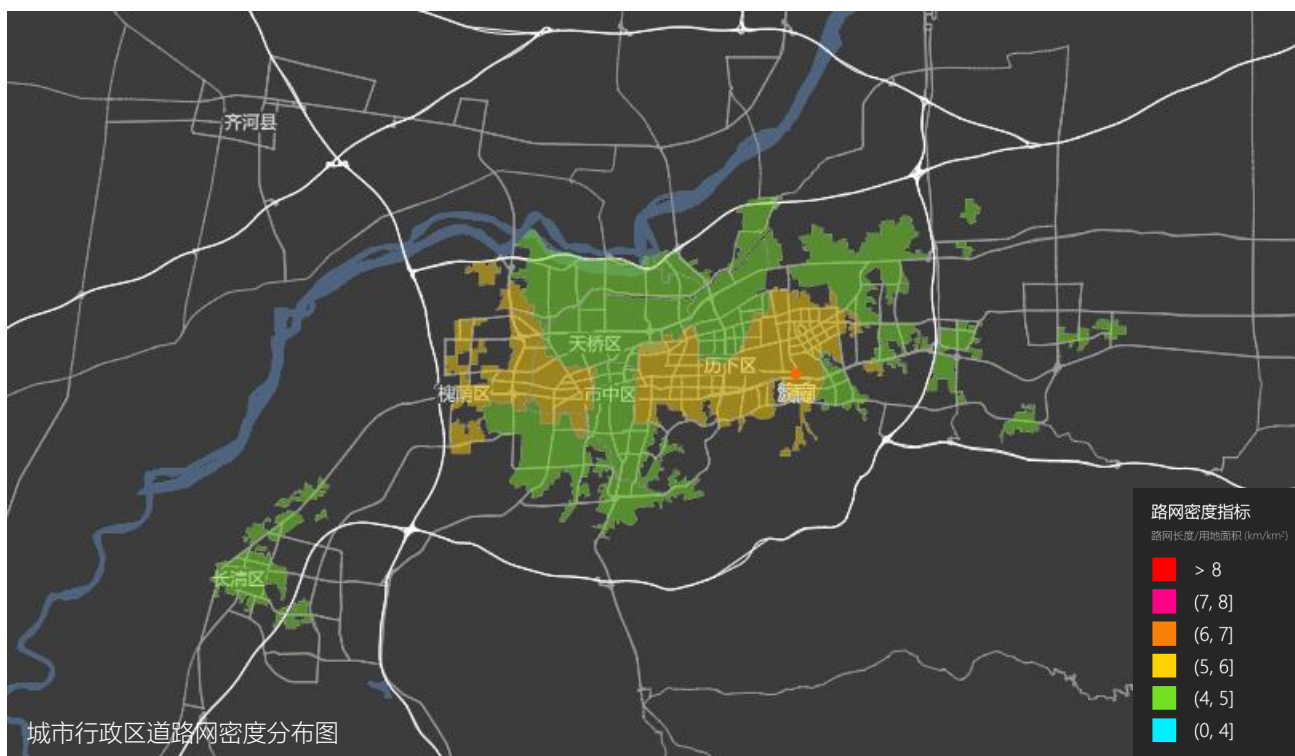 齐河县
天桥区
历下区
槐荫区
市中区
济南
长清区
路网密度指标
路网长度/用地面积 (km/km²)
> 8
(7, 8]
(6, 7]
(5, 6]
(4, 5]
(0, 4]
城市行政区道路网密度分布图